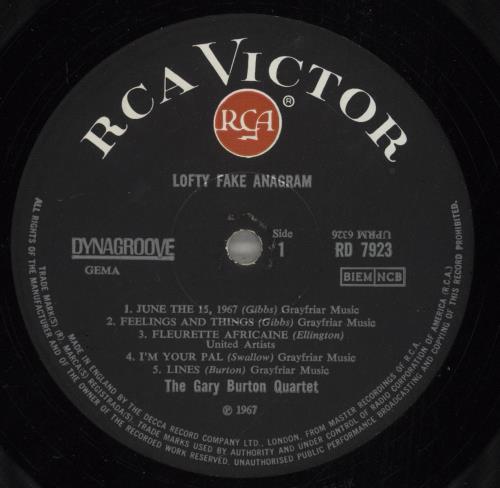 RCA VICTOR
RCA
®
LOFTY FAKE ANAGRAM
DYNAGROOVE
GEMA
Side
1
UPRM 6326
RD 7923
BIEM NCB
1. JUNE THE 15, 1967 (Gibbs) Grayfriar Music
2. FEELINGS AND THINGS (Gibbs) Grayfriar Music
3. FLEURETTE AFRICAINE (Ellington)
United Artists
4. I'M YOUR PAL (Swallow) Grayfriar Music
5. LINES (Burton) Grayfriar Music
The Gary Burton Quartet
℗ 1967
TRADE MARK(S) (R). MARCA(S) REGISTRADA(S). MADE IN ENGLAND BY THE DECCA RECORD COMPANY LTD., LONDON, FROM MASTER RECORDINGS OF R.C.A. TRADE MARKS USED BY AUTHORITY AND UNDER CONTROL OF RADIO CORPORATION OF AMERICA (R.C.A.)
ALL RIGHTS OF THE MANUFACTURER AND OF THE OWNER OF THE RECORDED WORK RESERVED. UNAUTHORISED PUBLIC PERFORMANCE BROADCASTING AND COPYING OF THIS RECORD PROHIBITED.